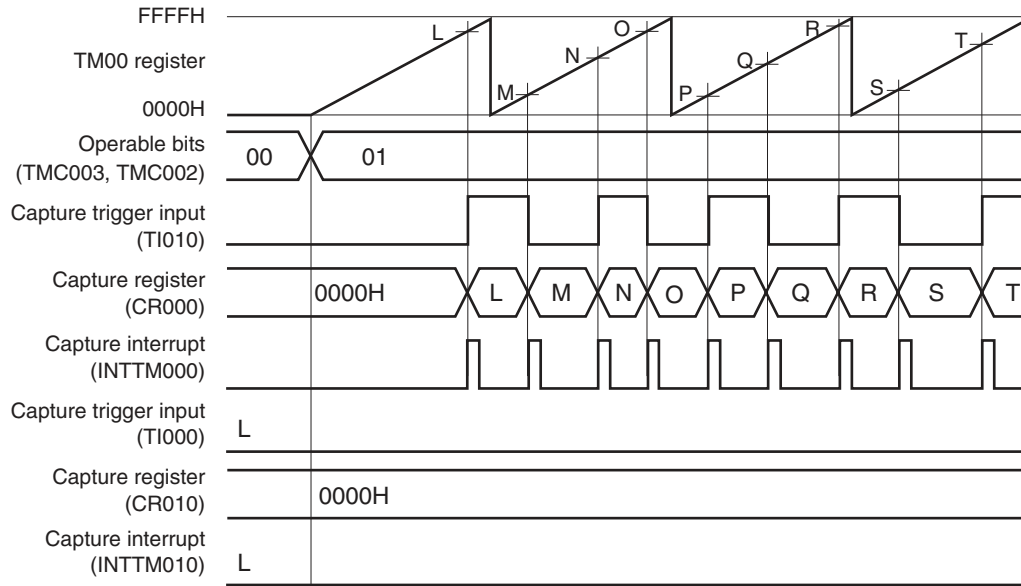 FFFFH
TM00 register
0000H
L
M
N
O
P
Q
R
S
T
Operable bits
(TMC003, TMC002)
00
01
Capture trigger input
(TI010)
Capture register
(CR000)
0000H
L
M
N
O
P
Q
R
S
T
Capture interrupt
(INTTM000)
Capture trigger input
(TI000)
L
Capture register
(CR010)
0000H
Capture interrupt
(INTTM010)
L